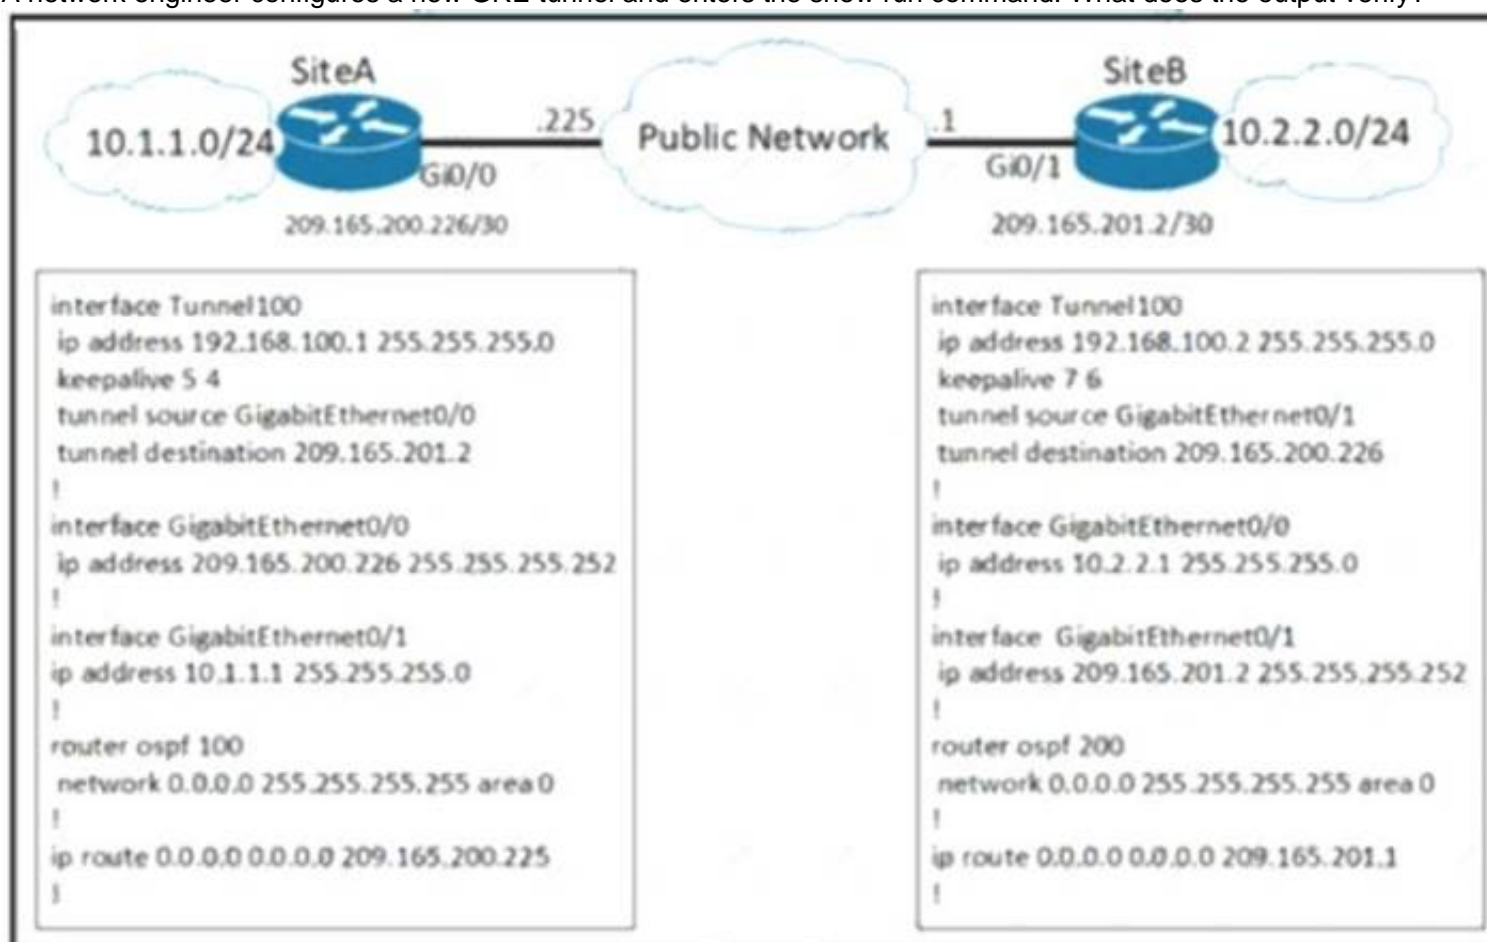 A network engineer configures a new GRE tunnel and enters the show run command. What does the output verify?
SiteA
SiteB
10.1.1.0/24
.225
Public Network
.1
10.2.2.0/24
Gi0/0
Gi0/1
209.165.200.226/30
209.165.201.2/30
interface Tunnel100
ip address 192.168.100.1 255.255.255.0
keepalive 5 4
tunnel source GigabitEthernet0/0
tunnel destination 209.165.201.2
!
interface GigabitEthernet0/0
ip address 209.165.200.226 255.255.255.252
!
interface GigabitEthernet0/1
ip address 10.1.1.1 255.255.255.0
!
router ospf 100
network 0.0.0.0 255.255.255.255 area 0
!
ip route 0.0.0.0 0.0.0.0 209.165.200.225
!
interface Tunnel100
ip address 192.168.100.2 255.255.255.0
keepalive 7 6
tunnel source GigabitEthernet0/1
tunnel destination 209.165.200.226
!
interface GigabitEthernet0/0
ip address 10.2.2.1 255.255.255.0
!
interface GigabitEthernet0/1
ip address 209.165.201.2 255.255.255.252
!
router ospf 200
network 0.0.0.0 255.255.255.255 area 0
!
ip route 0.0.0.0 0.0.0.0 209.165.201.1
!